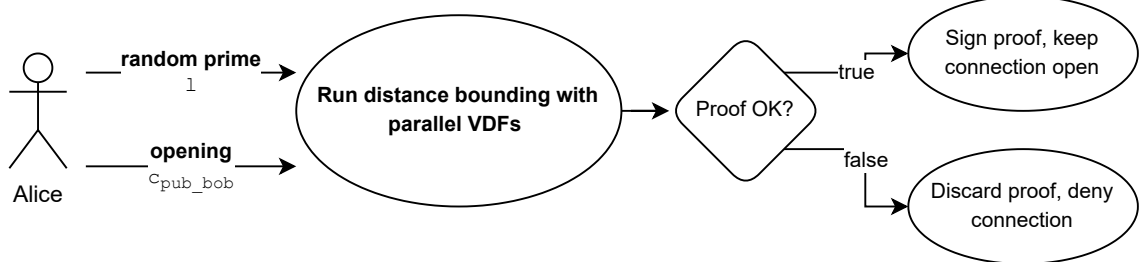 random prime
l
opening
c_pub_bob
Alice
Run distance bounding with
parallel VDFs
Proof OK?
true
Sign proof, keep
connection open
false
Discard proof, deny
connection